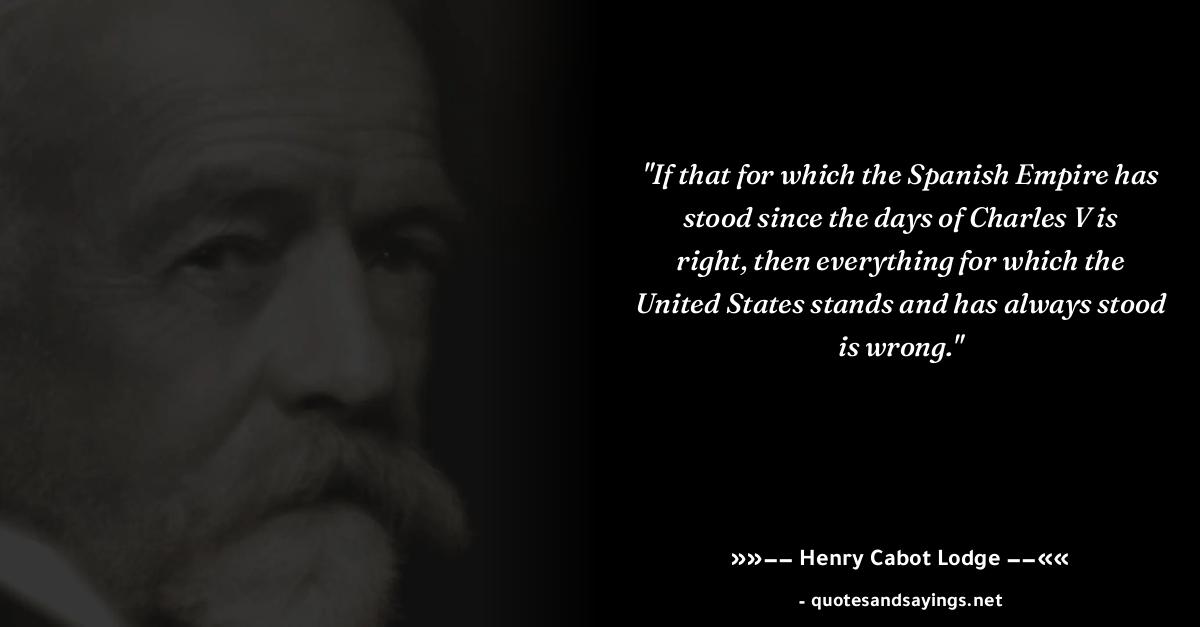 "If that for which the Spanish Empire has
stood since the days of Charles V is
right, then everything for which the
United States stands and has always stood
is wrong."
»»–– Henry Cabot Lodge ––««
- quotesandsayings.net